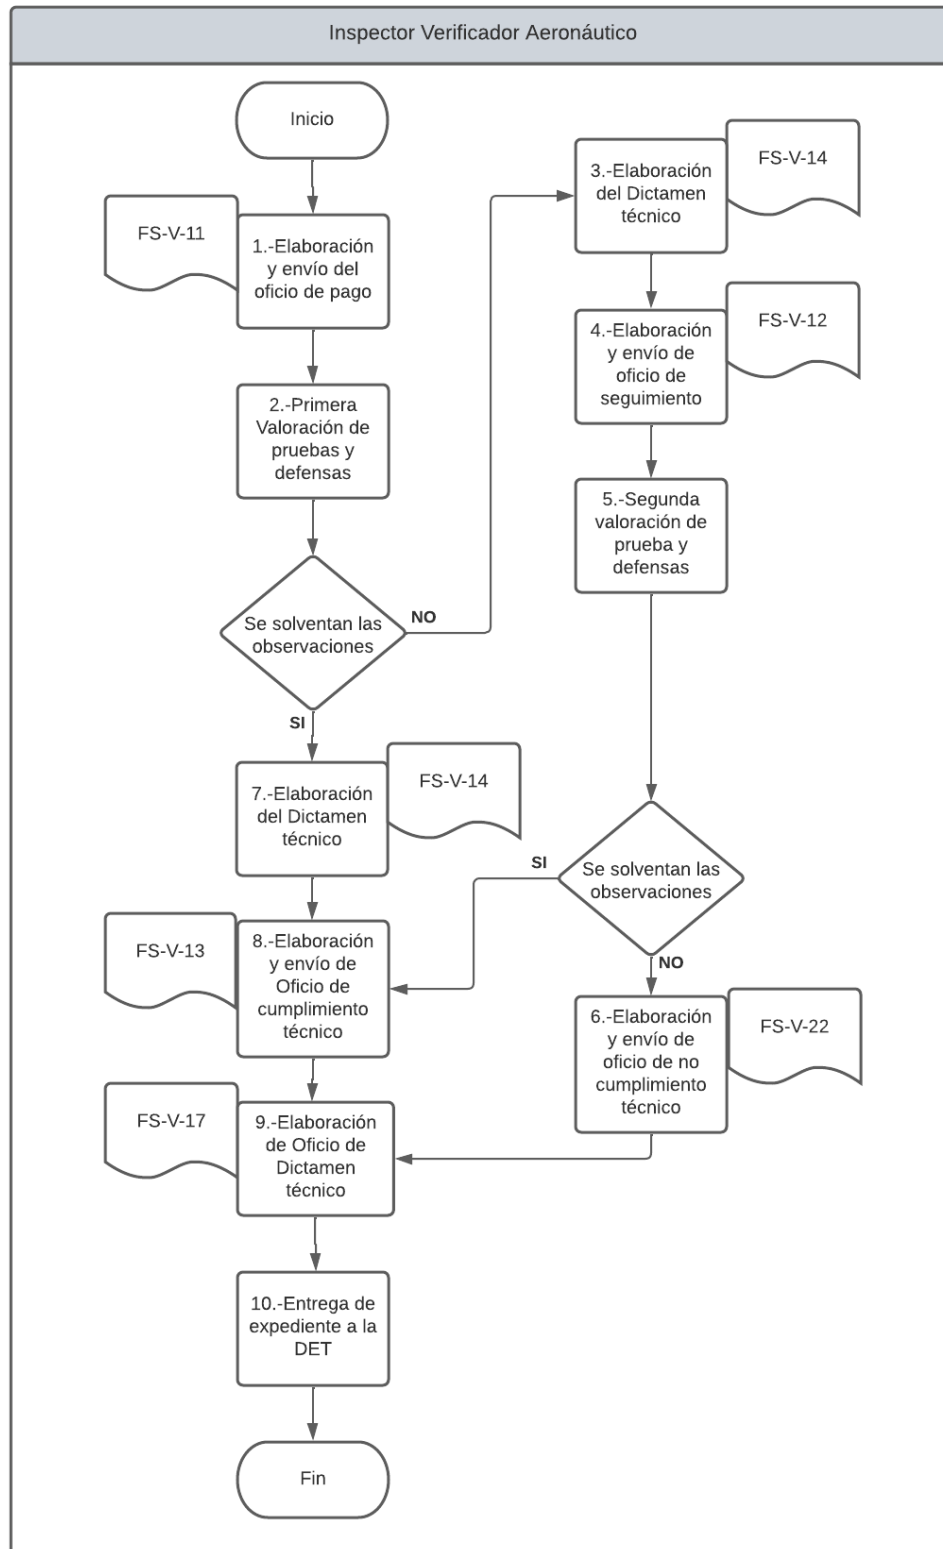 Inspector Verificador Aeronáutico
Inicio
FS-V-11
1.-Elaboración
y envío del
oficio de pago
2.-Primera
Valoración de
pruebas y
defensas
Se solventan las
observaciones
NO
SI
3.-Elaboración
del Dictamen
técnico
FS-V-14
4.-Elaboración
y envío de
oficio de
seguimiento
FS-V-12
5.-Segunda
valoración de
prueba y
defensas
Se solventan las
observaciones
SI
NO
6.-Elaboración
y envío de
oficio de no
cumplimiento
técnico
FS-V-22
7.-Elaboración
del Dictamen
técnico
FS-V-14
FS-V-13
8.-Elaboración
y envío de
Oficio de
cumplimiento
técnico
FS-V-17
9.-Elaboración
de Oficio de
Dictamen
técnico
10.-Entrega de
expediente a la
DET
Fin